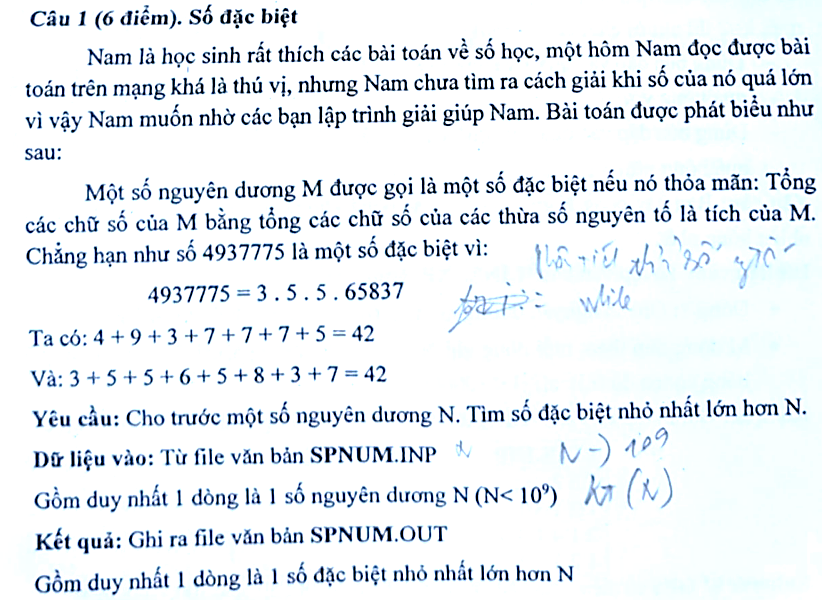 Câu 1 (6 điểm). Số đặc biệt
Nam là học sinh rất thích các bài toán về số học, một hôm Nam đọc được bài
toán trên mạng khá là thú vị, nhưng Nam chưa tìm ra cách giải khi số của nó quá lớn
vì vậy Nam muốn nhờ các bạn lập trình giải giúp Nam. Bài toán được phát biểu như
sau:
Một số nguyên dương M được gọi là một số đặc biệt nếu nó thỏa mãn: Tổng
các chữ số của M bằng tổng các chữ số của các thừa số nguyên tố là tích của M.
Chẳng hạn như số 4937775 là một số đặc biệt vì:
4937775 = 3 . 5 . 5 . 65837
while
Ta có: 4 + 9 + 3 + 7 + 7 + 7 + 5 = 42
Và: 3 + 5 + 5 + 6 + 5 + 8 + 3 + 7 = 42
Yêu cầu: Cho trước một số nguyên dương N. Tìm số đặc biệt nhỏ nhất lớn hơn N.
Dữ liệu vào: Từ file văn bản SPNUM.INP
N -) 109
Gồm duy nhất 1 dòng là 1 số nguyên dương N (N< 10⁹)
KT (N)
Kết quả: Ghi ra file văn bản SPNUM.OUT
Gồm duy nhất 1 dòng là 1 số đặc biệt nhỏ nhất lớn hơn N